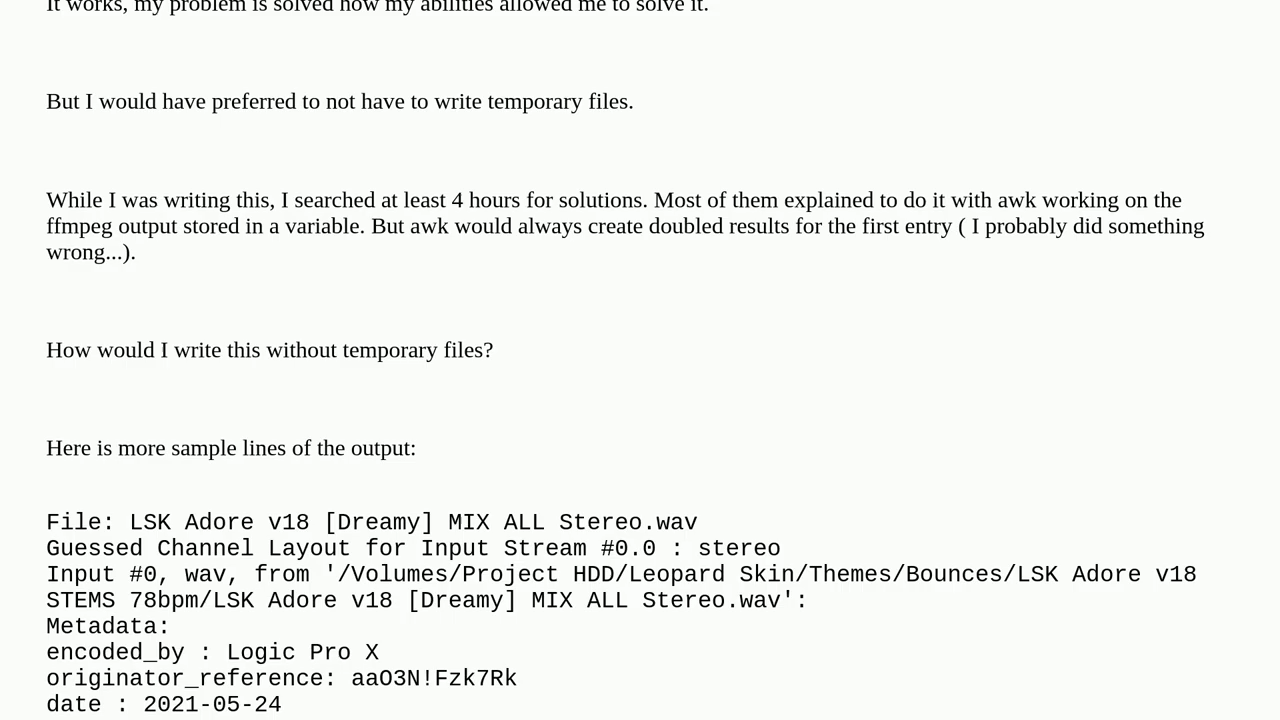 It works, my problem is solved how my abilities allowed me to solve it.
But I would have preferred to not have to write temporary files.
While I was writing this, I searched at least 4 hours for solutions. Most of them explained to do it with awk working on the
ffmpeg output stored in a variable. But awk would always create doubled results for the first entry ( I probably did something
wrong...).
How would I write this without temporary files?
Here is more sample lines of the output:
File: LSK Adore v18 [Dreamy] MIX ALL Stereo.wav
Guessed Channel Layout for Input Stream #0.0 : stereo
Input #0, wav, from '/Volumes/Project HDD/Leopard Skin/Themes/Bounces/LSK Adore v18
STEMS 78bpm/LSK Adore v18 [Dreamy] MIX ALL Stereo.wav':
Metadata:
encoded_by : Logic Pro X
originator_reference: aaO3N!Fzk7Rk
date : 2021-05-24